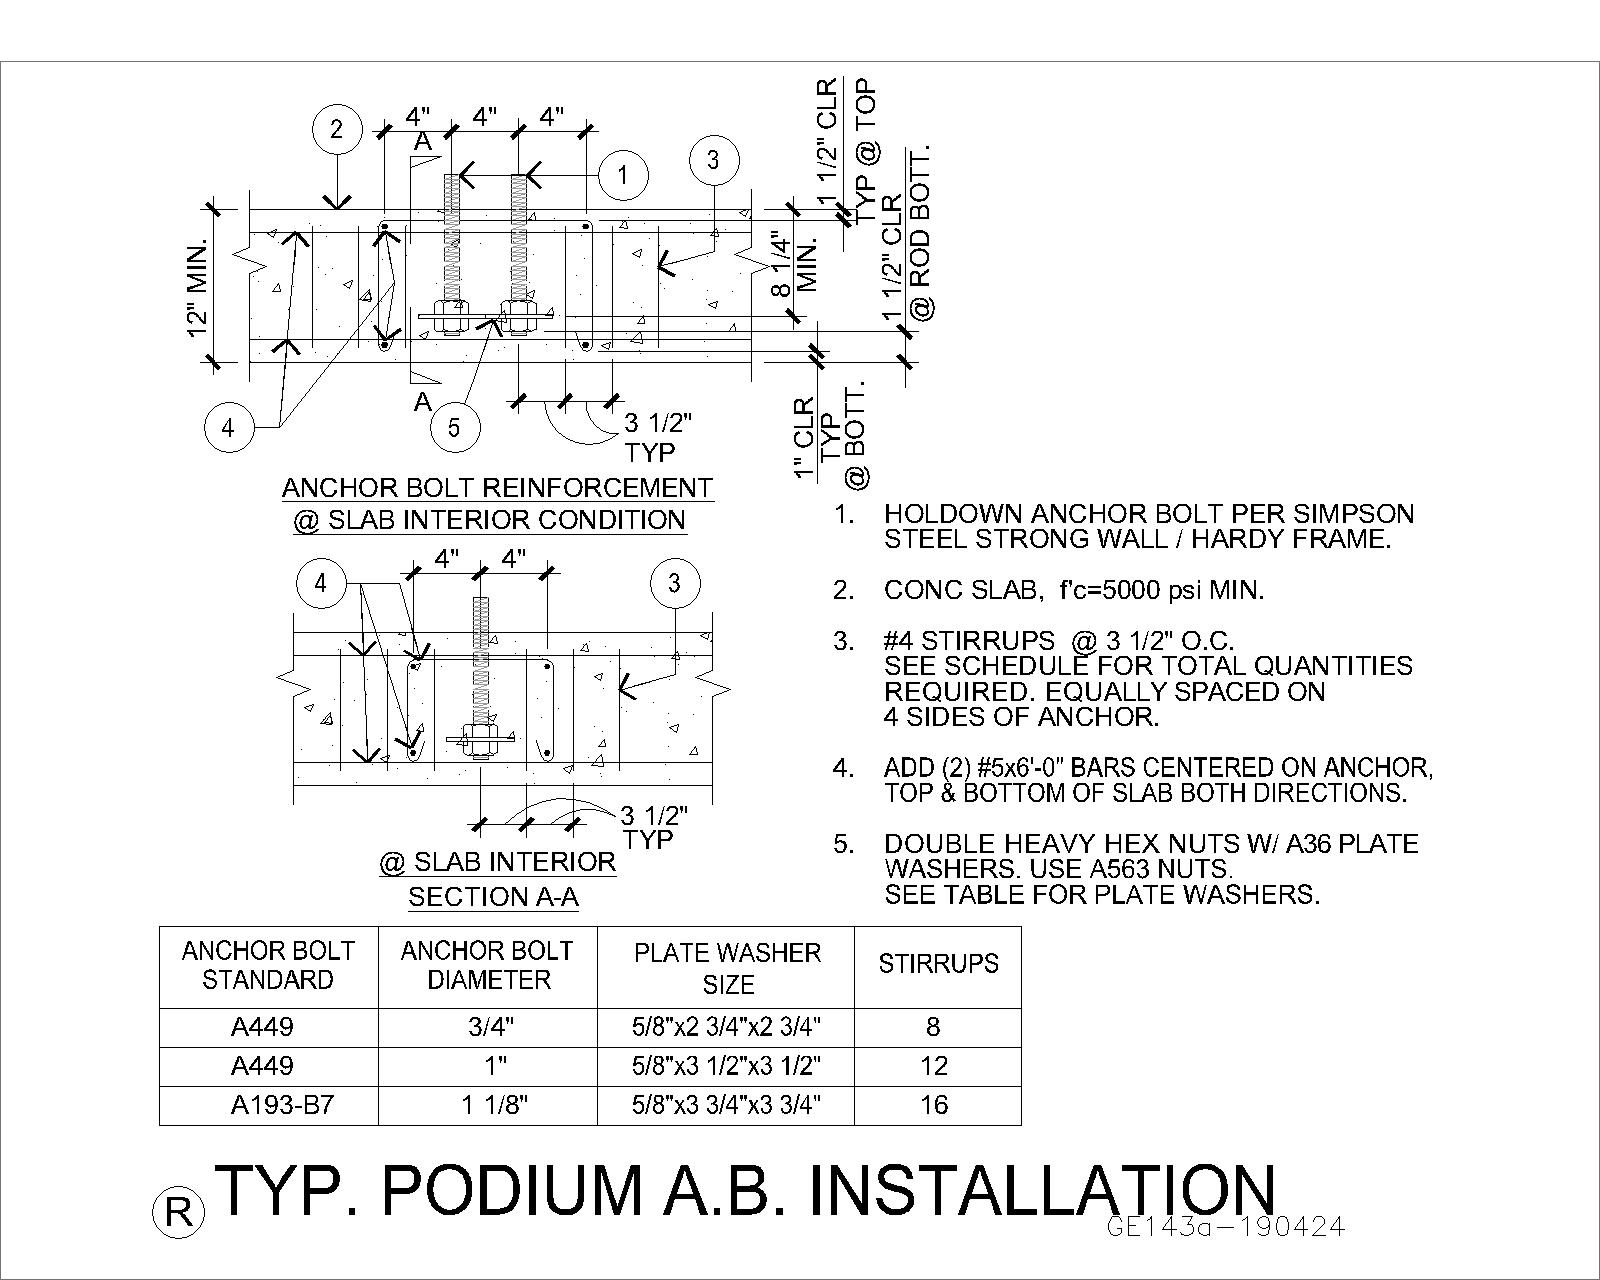 4" 4" 4"
A
2
1
3
12" MIN.
8 1/4"
MIN.
1 1/2" CLR
TYP @ TOP
1 1/2" CLR
@ ROD BOTT.
1" CLR
TYP
@ BOTT.
4
A
5
3 1/2"
TYP
ANCHOR BOLT REINFORCEMENT
@ SLAB INTERIOR CONDITION
4" 4"
4
3
3 1/2"
TYP
@ SLAB INTERIOR
SECTION A-A
1. HOLDOWN ANCHOR BOLT PER SIMPSON
STEEL STRONG WALL / HARDY FRAME.
2. CONC SLAB, f'c=5000 psi MIN.
3. #4 STIRRUPS @ 3 1/2" O.C.
SEE SCHEDULE FOR TOTAL QUANTITIES
REQUIRED. EQUALLY SPACED ON
4 SIDES OF ANCHOR.
4. ADD (2) #5x6'-0" BARS CENTERED ON ANCHOR,
TOP & BOTTOM OF SLAB BOTH DIRECTIONS.
5. DOUBLE HEAVY HEX NUTS W/ A36 PLATE
WASHERS. USE A563 NUTS.
SEE TABLE FOR PLATE WASHERS.
ANCHOR BOLT
STANDARD
ANCHOR BOLT
DIAMETER
PLATE WASHER
SIZE
STIRRUPS
A449 3/4" 5/8"x2 3/4"x2 3/4" 8
A449 1" 5/8"x3 1/2"x3 1/2" 12
A193-B7 1 1/8" 5/8"x3 3/4"x3 3/4" 16
R TYP. PODIUM A.B. INSTALLATION
GE143a-190424